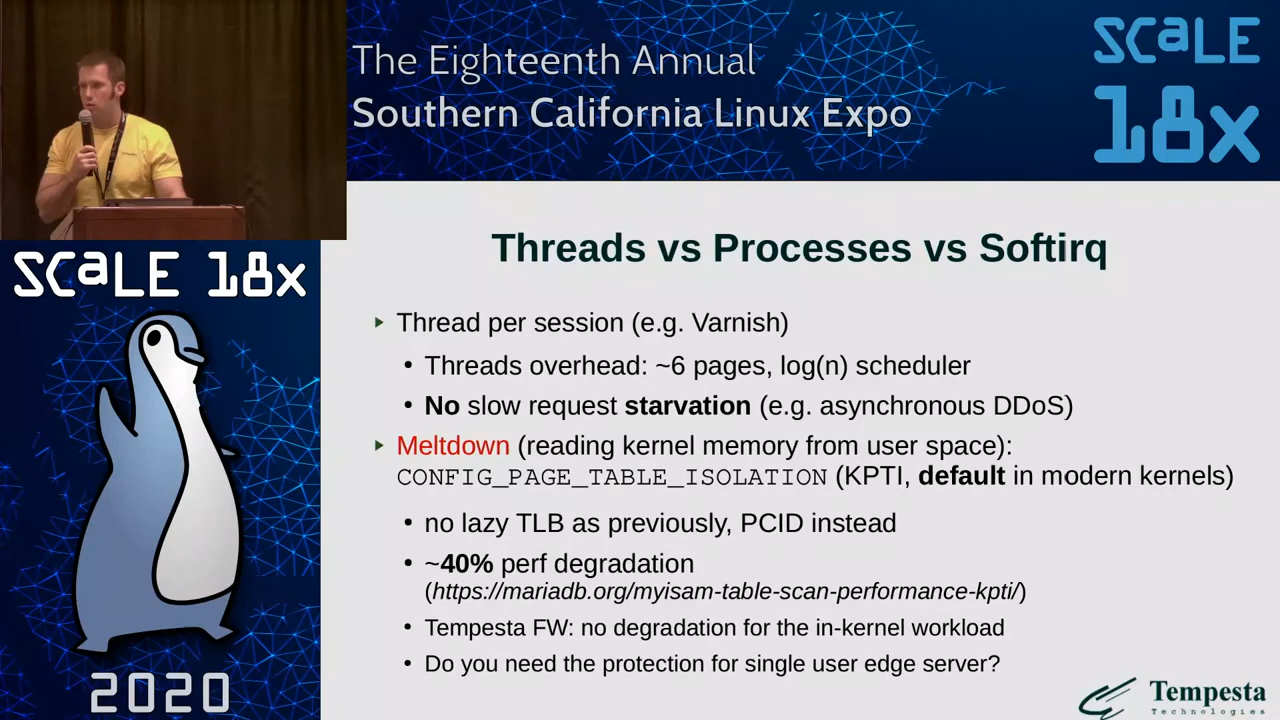 The Eighteenth Annual
Southern California Linux Expo
SCaLE
18x
SCaLE 18x
2020
Threads vs Processes vs Softirq
Thread per session (e.g. Varnish)
Threads overhead: ~6 pages, log(n) scheduler
No slow request starvation (e.g. asynchronous DDoS)
Meltdown (reading kernel memory from user space):
CONFIG_PAGE_TABLE_ISOLATION (KPTI, default in modern kernels)
no lazy TLB as previously, PCID instead
~40% perf degradation
(https://mariadb.org/myisam-table-scan-performance-kpti/)
Tempesta FW: no degradation for the in-kernel workload
Do you need the protection for single user edge server?
Tempesta
Technologies